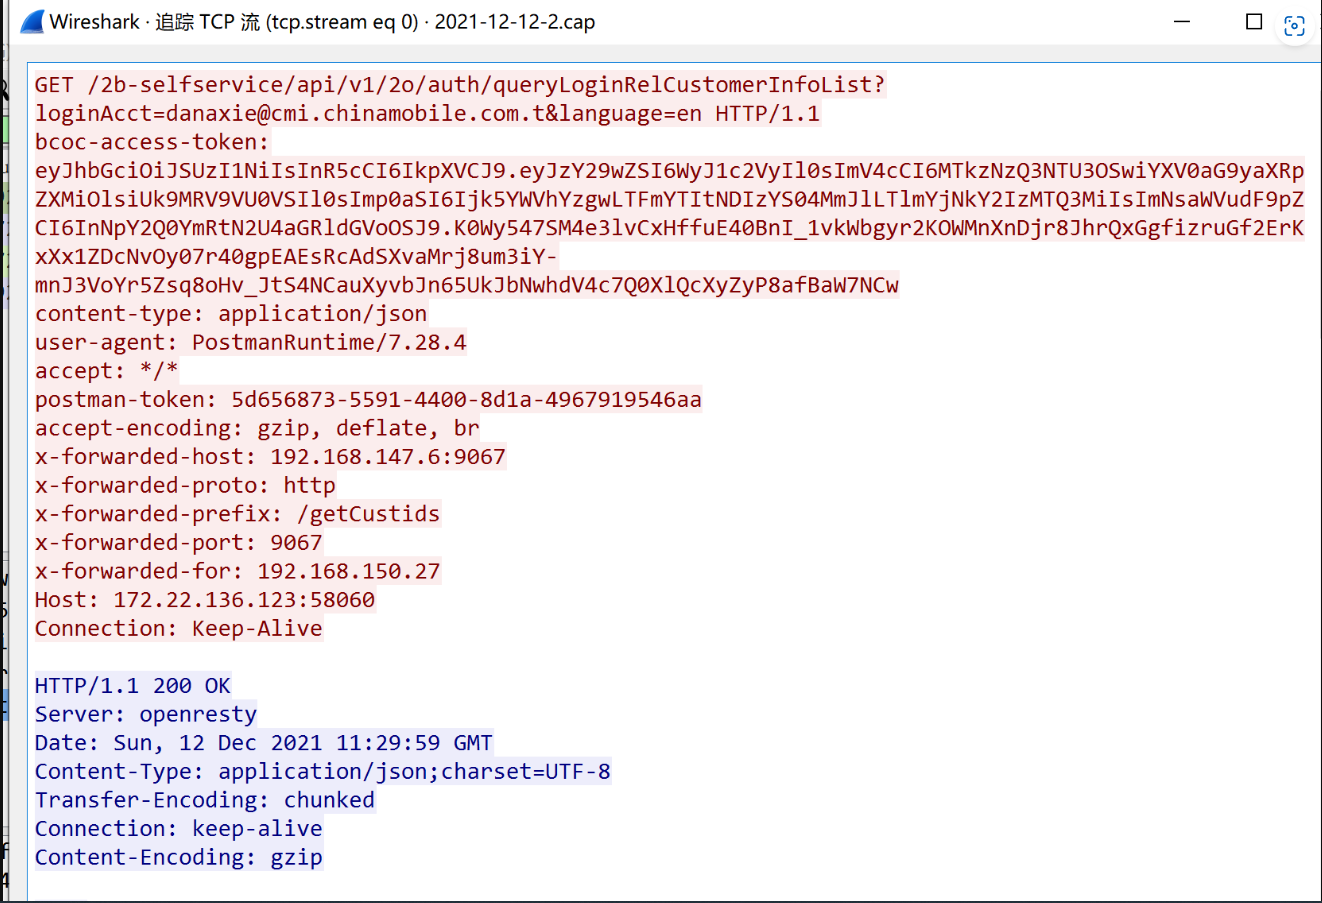 Wireshark · 追踪 TCP 流 (tcp.stream eq 0) · 2021-12-12-2.cap
GET /2b-selfservice/api/v1/2o/auth/queryLoginRelCustomerInfoList?
loginAcct=danaxie@cmi.chinamobile.com.t&language=en HTTP/1.1
bcoc-access-token:
eyJhbGciOiJSUzI1NiIsInR5cCI6IkpXVCJ9.eyJzY29wZSI6WyJ1c2VyIl0sImV4cCI6MTkzNzQ3NTU3OSwiYXV0aG9yaXRp
ZXMiOlsiUk9MRV9VU0VSIl0sImp0aSI6Ijk5YWVhYzgwLTFmYTItNDIzYS04MmJlLTlmYjNkY2IzMTQ3MiIsImNsaWVudF9pZ
CI6InNpY2Q0YmRtN2U4aGRldGVoOSJ9.K0Wy547SM4e3lvCxHffuE40BnI_1vkWbgyr2KOWMnXnDjr8JhrQxGgfizruGf2ErK
xXx1ZDcNvOy07r40gpEAEsRcAdSXvaMrj8um3iY-
mnJ3VoYr5Zsq8oHv_JtS4NCauXyvbJn65UkJbNwhdV4c7Q0XlQcXyZyP8afBaW7NCw
content-type: application/json
user-agent: PostmanRuntime/7.28.4
accept: */*
postman-token: 5d656873-5591-4400-8d1a-4967919546aa
accept-encoding: gzip, deflate, br
x-forwarded-host: 192.168.147.6:9067
x-forwarded-proto: http
x-forwarded-prefix: /getCustids
x-forwarded-port: 9067
x-forwarded-for: 192.168.150.27
Host: 172.22.136.123:58060
Connection: Keep-Alive
HTTP/1.1 200 OK
Server: openresty
Date: Sun, 12 Dec 2021 11:29:59 GMT
Content-Type: application/json;charset=UTF-8
Transfer-Encoding: chunked
Connection: keep-alive
Content-Encoding: gzip